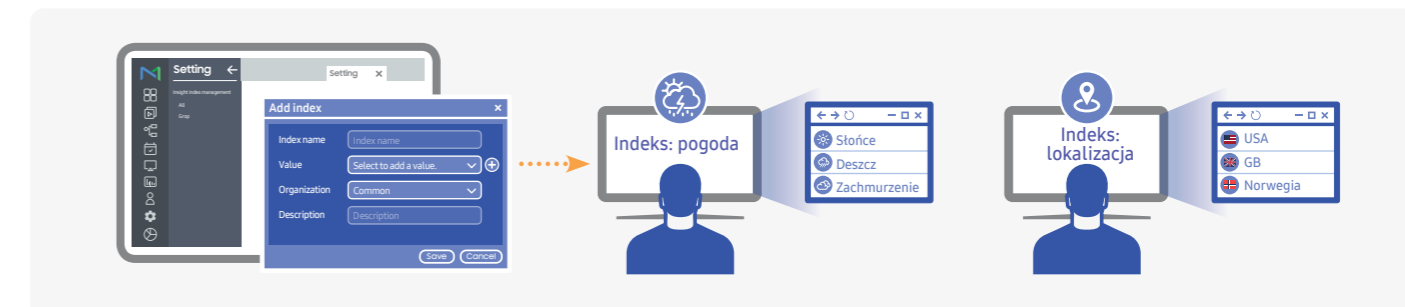 Setting
Insight index management
All
Grop
Setting
Add index
Index name
Index name
Value
Select to add a value.
Organization
Common
Description
Description
Save
Cancel
Indeks: pogoda
Słońce
Deszcz
Zachmurzenie
Indeks:
lokalizacja
USA
GB
Norwegia